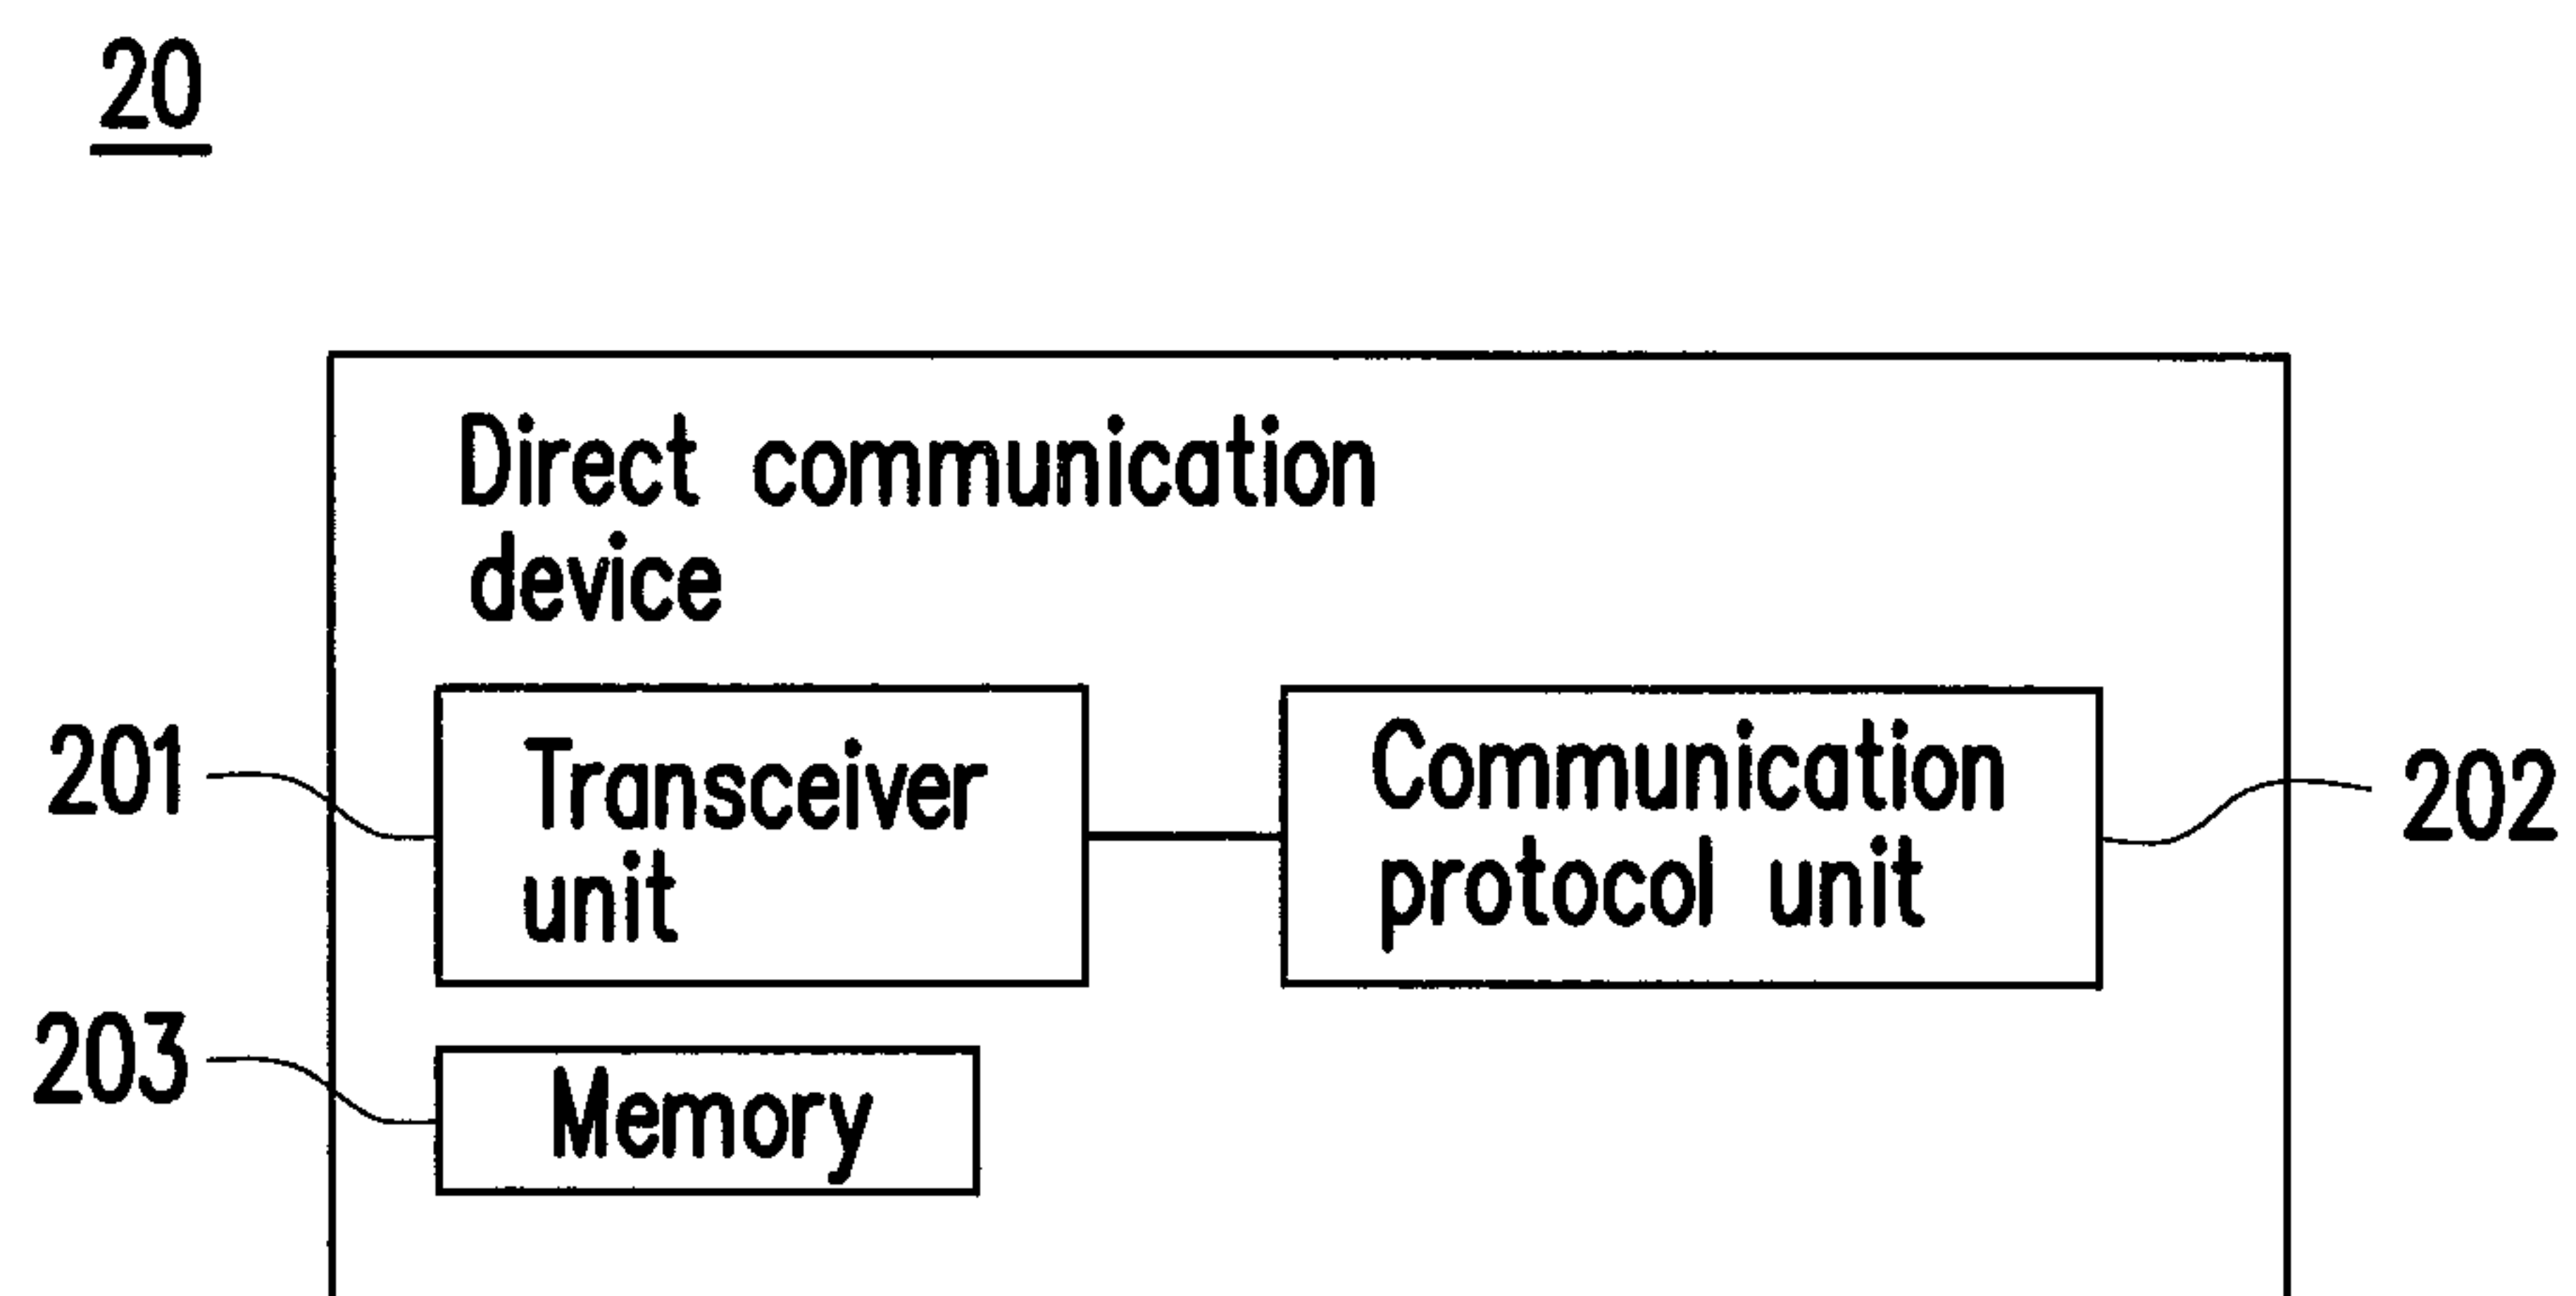 20
Direct communication
device
201
Transceiver
unit
Communication
protocol unit
202
203
Memory